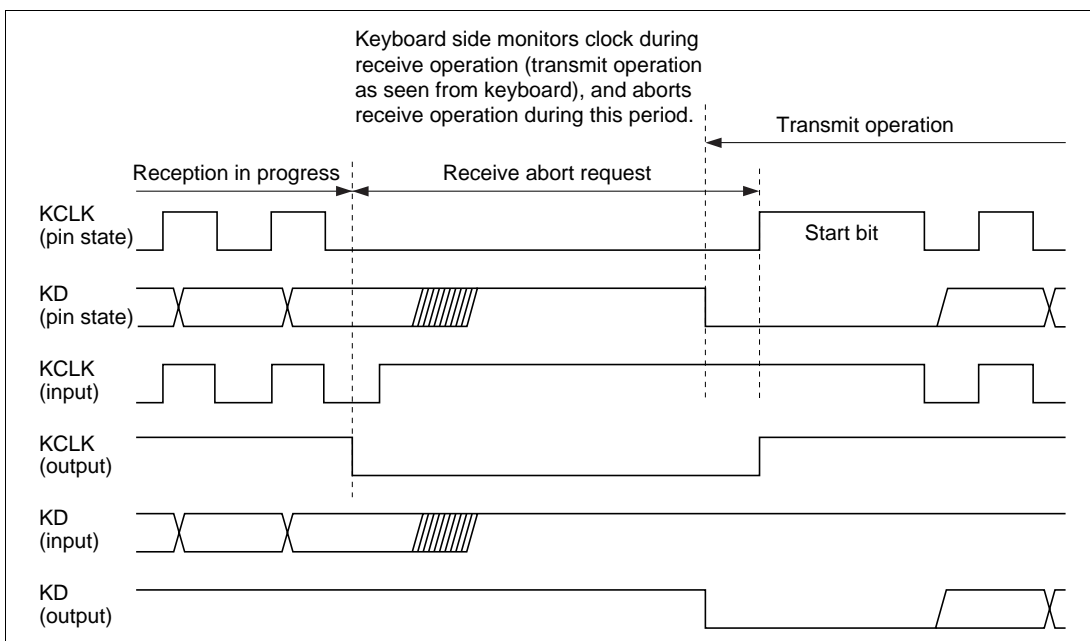 Keyboard side monitors clock during
receive operation (transmit operation
as seen from keyboard), and aborts
receive operation during this period.
Transmit operation
Reception in progress
Receive abort request
KCLK
(pin state)
Start bit
KD
(pin state)
KCLK
(input)
KCLK
(output)
KD
(input)
KD
(output)